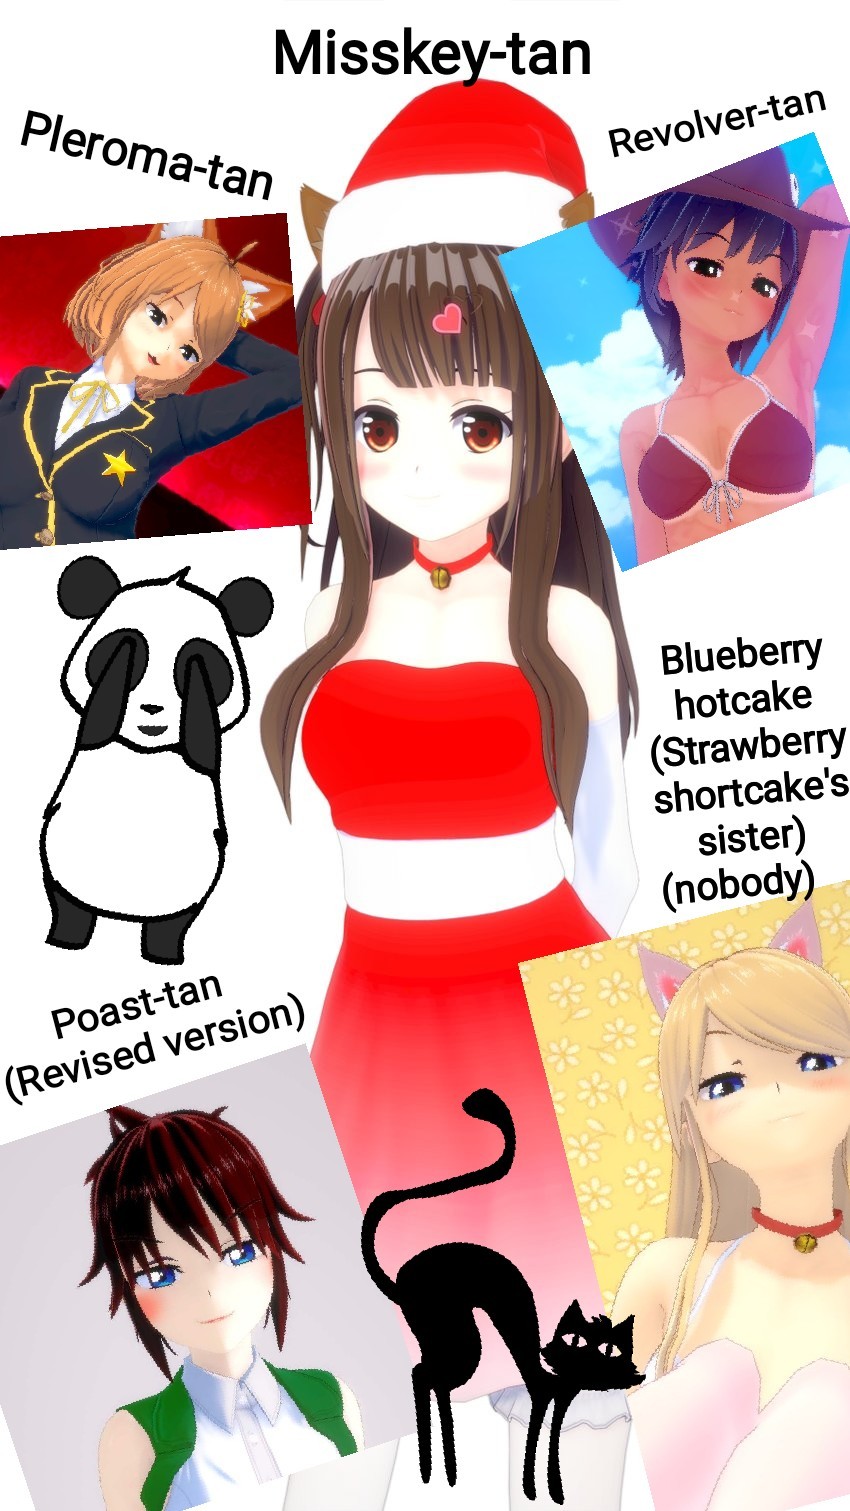 Misskey-tan
Pleroma-tan
Revolver-tan
Blueberry
hotcake
(Strawberry
shortcake's
sister)
(nobody)
Poast-tan
(Revised version)